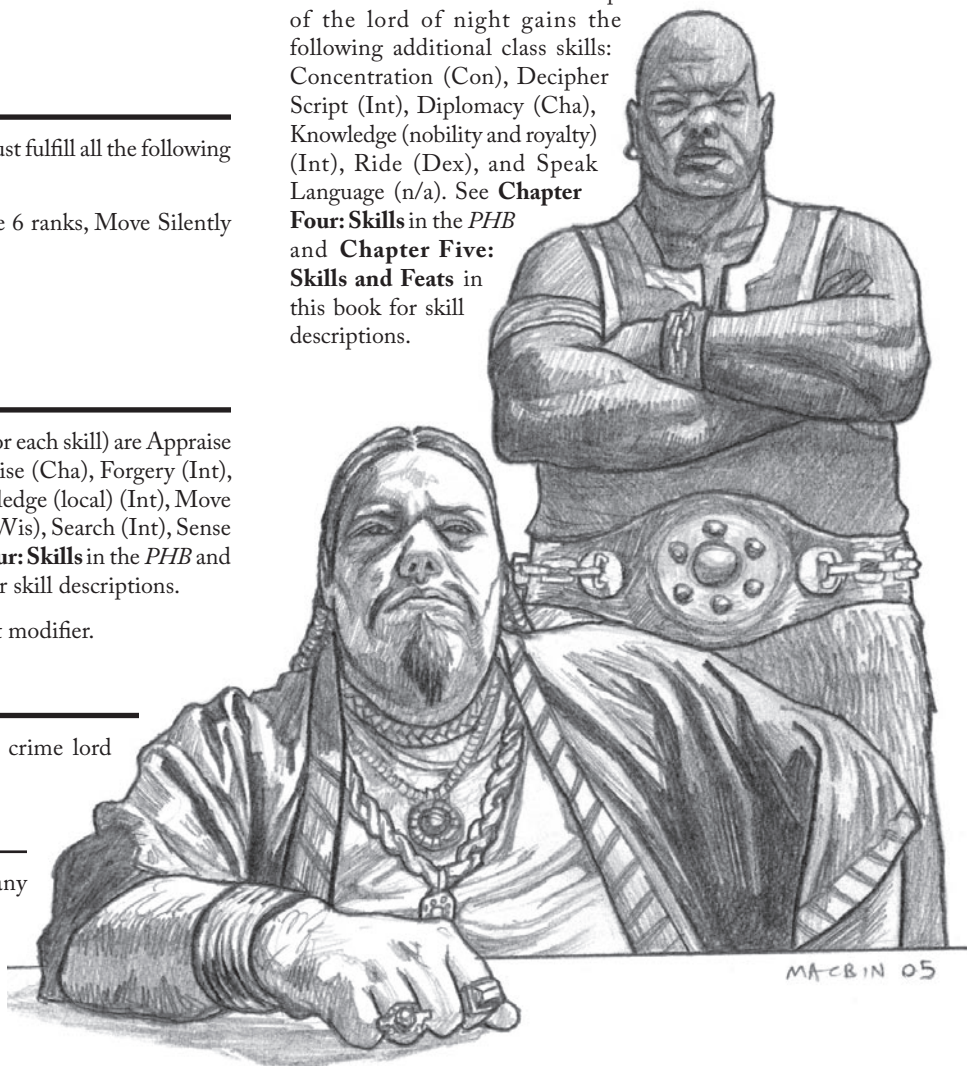 ust fulfill all the following
6 ranks, Move Silently
or each skill) are Appraise
ise (Cha), Forgery (Int),
ledge (local) (Int), Move
Wis), Search (Int), Sense
ur: Skills in the PHB and
r skill descriptions.
modifier.
crime lord
any
of the lord of night gains the
following additional class skills:
Concentration (Con), Decipher
Script (Int), Diplomacy (Cha),
Knowledge (nobility and royalty)
(Int), Ride (Dex), and Speak
Language (n/a). See Chapter
Four: Skills in the PHB
and Chapter Five:
Skills and Feats in
this book for skill
descriptions.
MACBIN 05